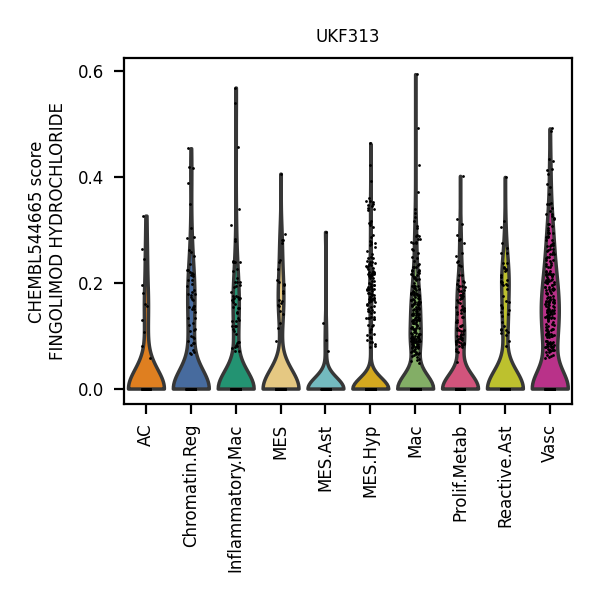 UKF313
CHEMBL544665 score
FINGOLIMOD HYDROCHLORIDE
0.6
0.4
0.2
0.0
AC
Chromatin.Reg
Inflammatory.Mac
MES
MES.Ast
MES.Hyp
Mac
Prolif.Metab
Reactive.Ast
Vasc